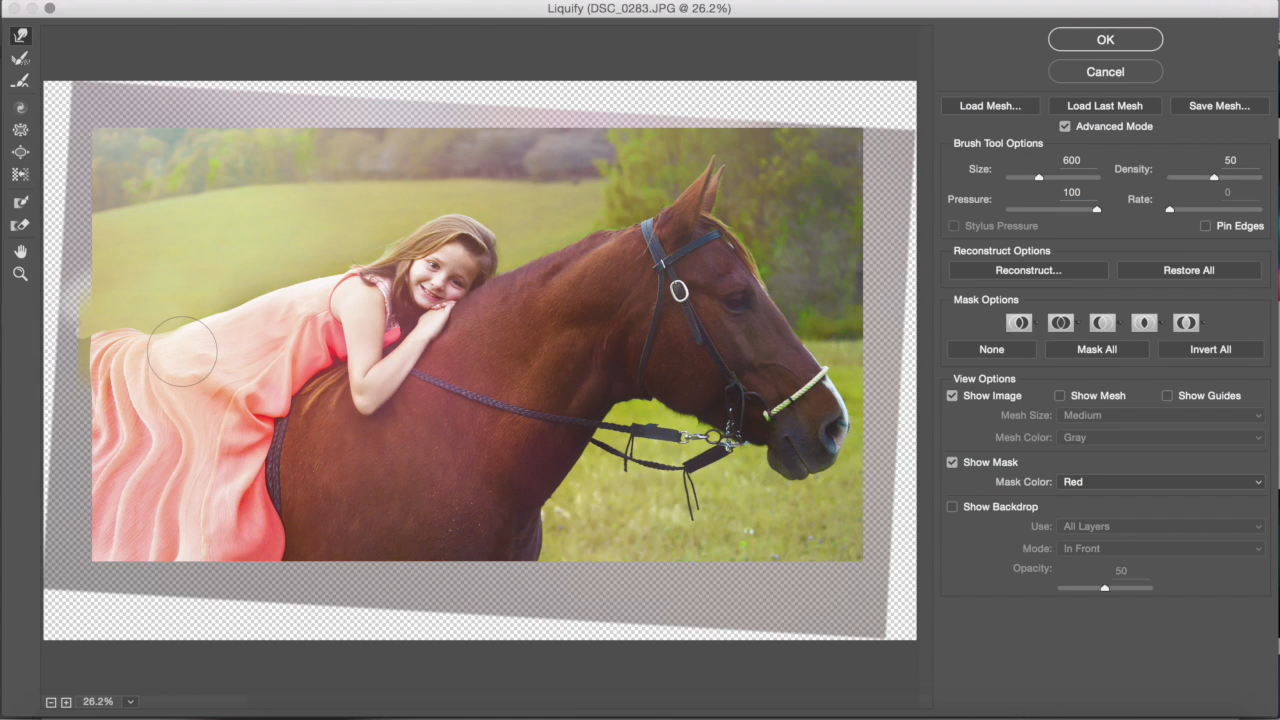 Liquify (DSC_0283.JPG @ 26.2%)
OK
Cancel
Load Mesh...
Load Last Mesh
Save Mesh...
Advanced Mode
Brush Tool Options
Size: 600
Density: 50
Pressure: 100
Rate: 0
Stylus Pressure
Pin Edges
Reconstruct Options
Reconstruct...
Restore All
Mask Options
None
Mask All
Invert All
View Options
Show Image
Show Mesh
Show Guides
Mesh Size: Medium
Mesh Color: Gray
Show Mask
Mask Color: Red
Show Backdrop
Use: All Layers
Mode: In Front
Opacity: 50
26.2%